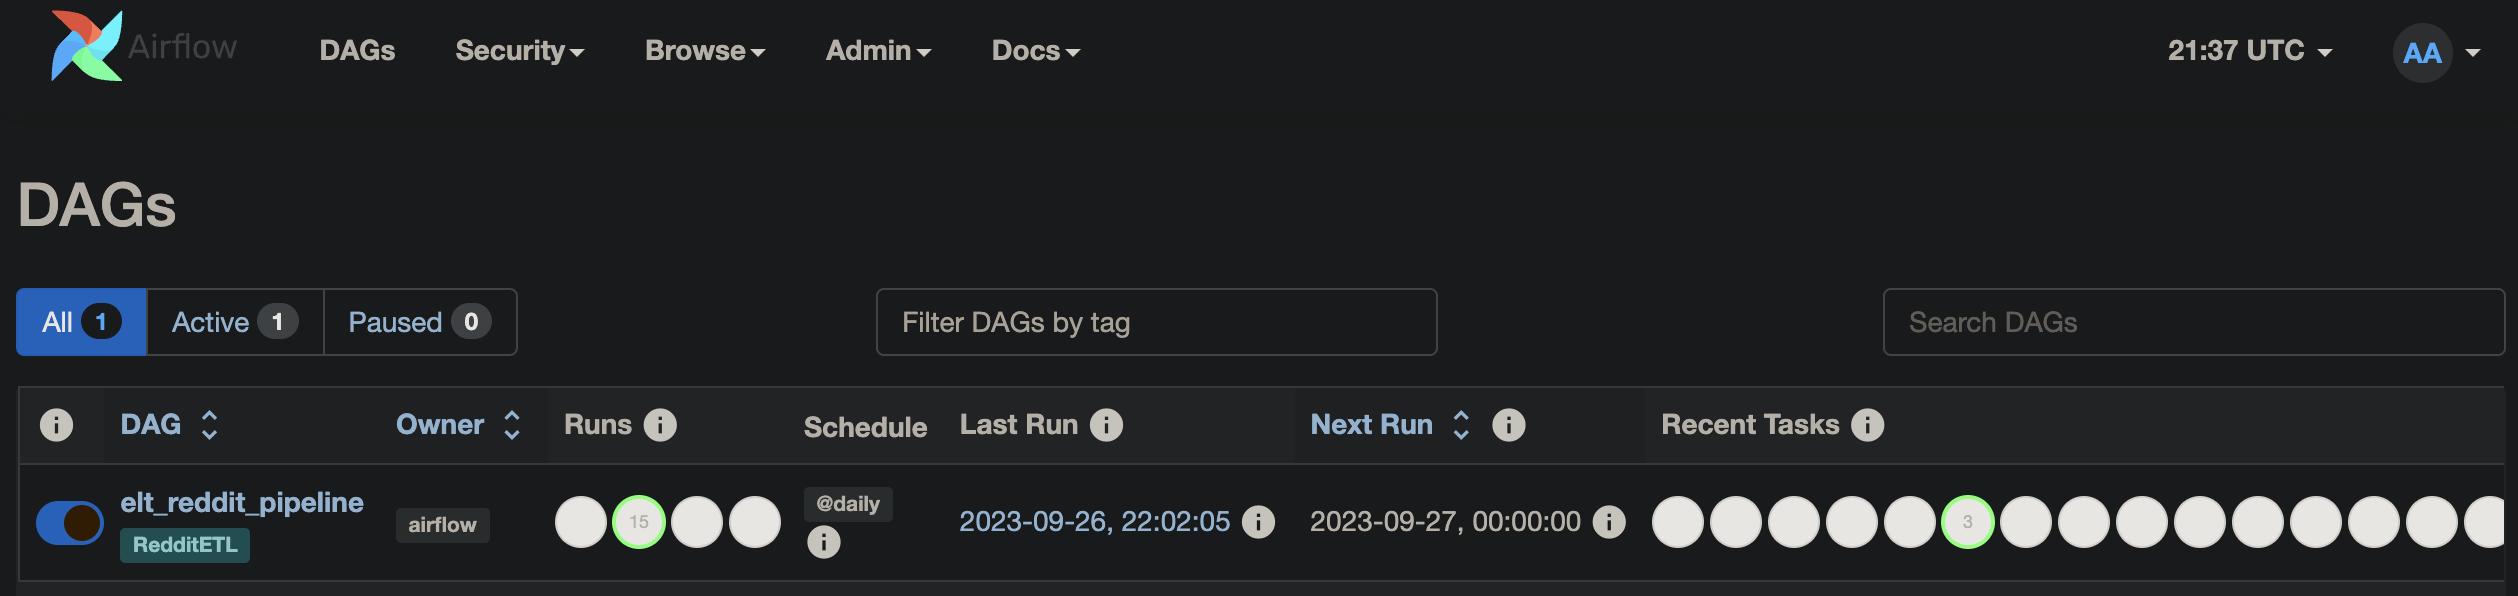 Airflow DAGs Security Browse Admin Docs 21:37 UTC AA
DAGs
All 1 Active 1 Paused 0 Filter DAGs by tag Search DAGs
i DAG Owner Runs i Schedule Last Run i Next Run i Recent Tasks i
elt_reddit_pipeline
RedditETL
airflow
15
@daily
i
2023-09-26, 22:02:05 i
2023-09-27, 00:00:00 i
3